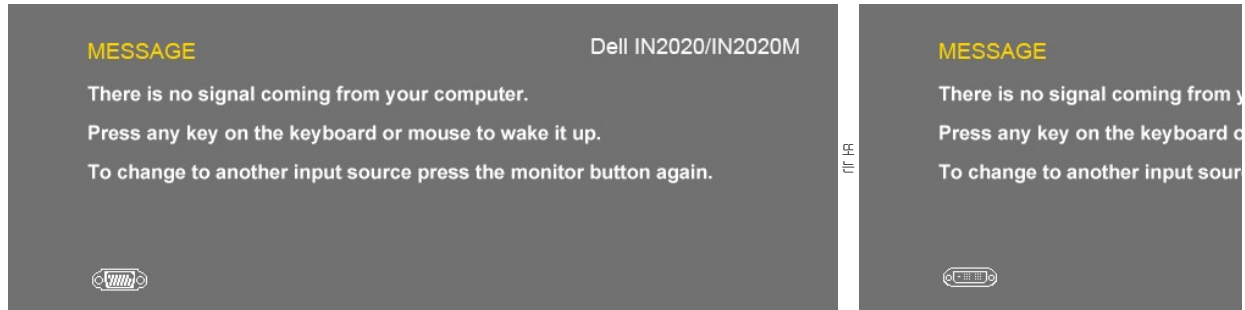 MESSAGE
Dell IN2020/IN2020M
There is no signal coming from your computer.
Press any key on the keyboard or mouse to wake it up.
To change to another input source press the monitor button again.
또
는
MESSAGE
There is no signal coming from
Press any key on the keyboard
To change to another input